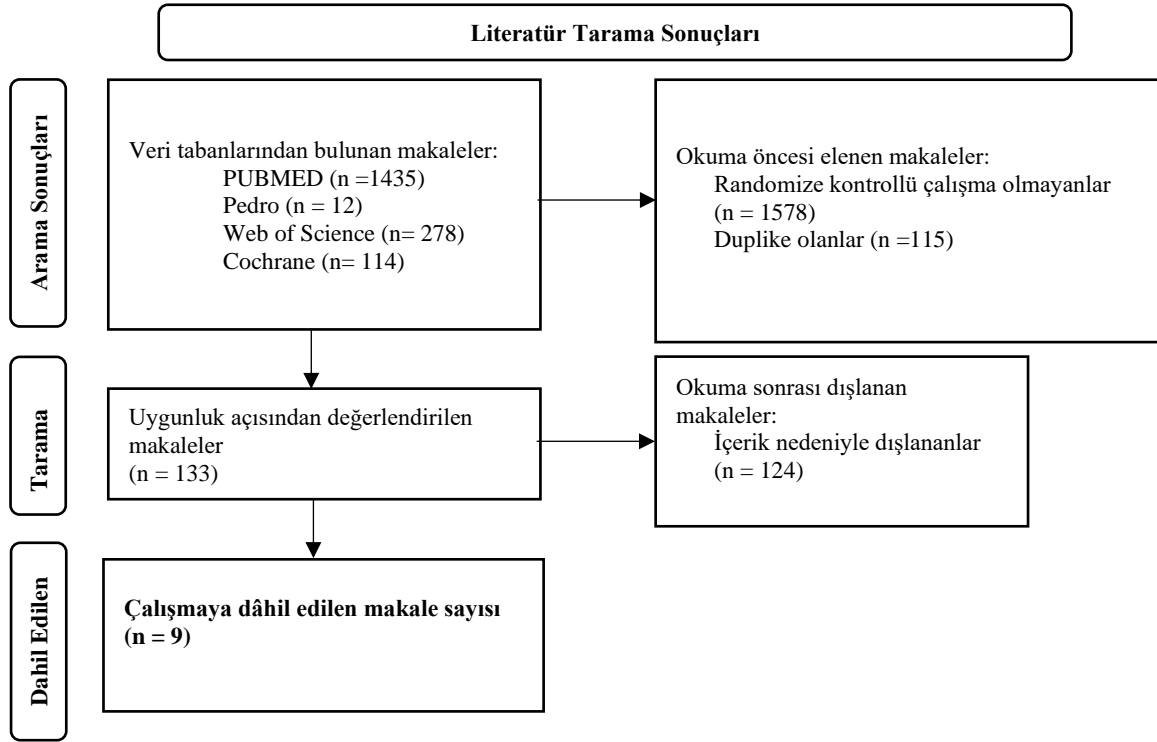 Literatür Tarama Sonuçları
Arama Sonuçları
Veri tabanlarından bulunan makaleler:
PUBMED (n =1435)
Pedro (n = 12)
Web of Science (n= 278)
Cochrane (n= 114)
Okuma öncesi elenen makaleler:
Randomize kontrollü çalışma olmayanlar
(n = 1578)
Duplike olanlar (n =115)
Tarama
Uygunluk açısından değerlendirilen
makaleler
(n = 133)
Okuma sonrası dışlanan
makaleler:
İçerik nedeniyle dışlananlar
(n = 124)
Dahil Edilen
Çalışmaya dâhil edilen makale sayısı
(n = 9)